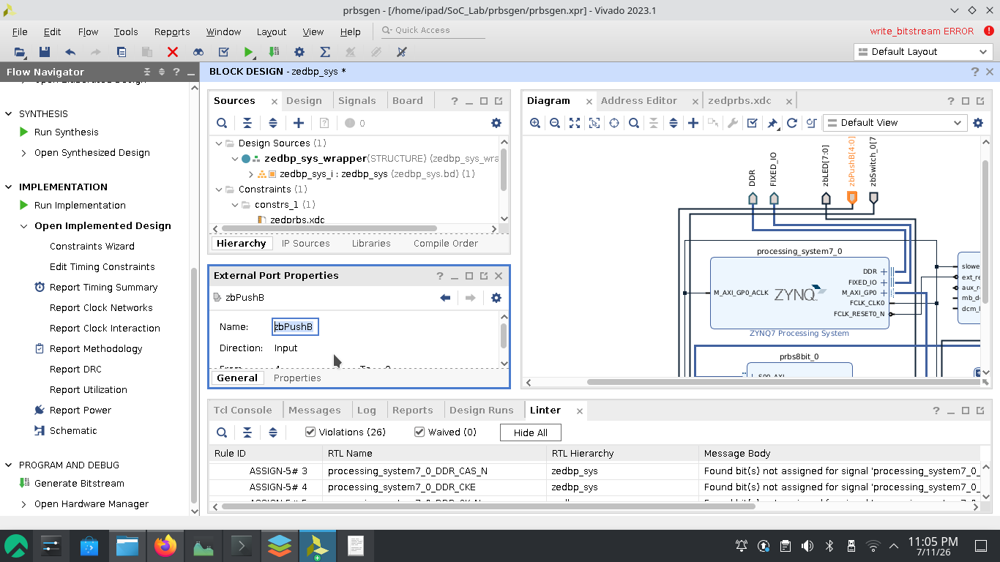 prbsgen - [/home/ipad/SoC_Lab/prbsgen/prbsgen.xpr] - Vivado 2023.1
File Edit Flow Tools Reports Window Layout View Help Quick Access
write_bitstream ERROR
Default Layout
Flow Navigator
BLOCK DESIGN - zedbp_sys *
SYNTHESIS
Run Synthesis
Open Synthesized Design
IMPLEMENTATION
Run Implementation
Open Implemented Design
Constraints Wizard
Edit Timing Constraints
Report Timing Summary
Report Clock Networks
Report Clock Interaction
Report Methodology
Report DRC
Report Utilization
Report Power
Schematic
PROGRAM AND DEBUG
Generate Bitstream
Open Hardware Manager
Sources Design Signals Board
0
Design Sources (1)
zedbp_sys_wrapper(STRUCTURE) (zedbp_sys_wra
zedbp_sys_i : zedbp_sys (zedbp_sys.bd) (1)
Constraints (1)
constrs_1 (1)
zedprbs.xdc
Hierarchy IP Sources Libraries Compile Order
External Port Properties
zbPushB
Name: zbPushB
Direction: Input
General Properties
Diagram Address Editor zedprbs.xdc
Default View
DDR
FIXED_IO
zbLED[7:0]
zbPushB[4:0]
zbSwitch_0[7
processing_system7_0
DDR
FIXED_IO
M_AXI_GP0_ACLK
ZYNQ
M_AXI_GP0
FCLK_CLK0
FCLK_RESET0_N
ZYNQ7 Processing System
slowe
ext_re
aux_re
mb_d
dcm_l
prbs8bit_0
Tcl Console Messages Log Reports Design Runs Linter
Violations (26) Waived (0) Hide All
Rule ID RTL Name RTL Hierarchy Message Body
ASSIGN-5# 3 processing_system7_0_DDR_CAS_N zedbp_sys Found bit(s) not assigned for signal 'processing_system7_0_
ASSIGN-5# 4 processing_system7_0_DDR_CKE zedbp_sys Found bit(s) not assigned for signal 'processing_system7_0_
11:05 PM
7/11/26